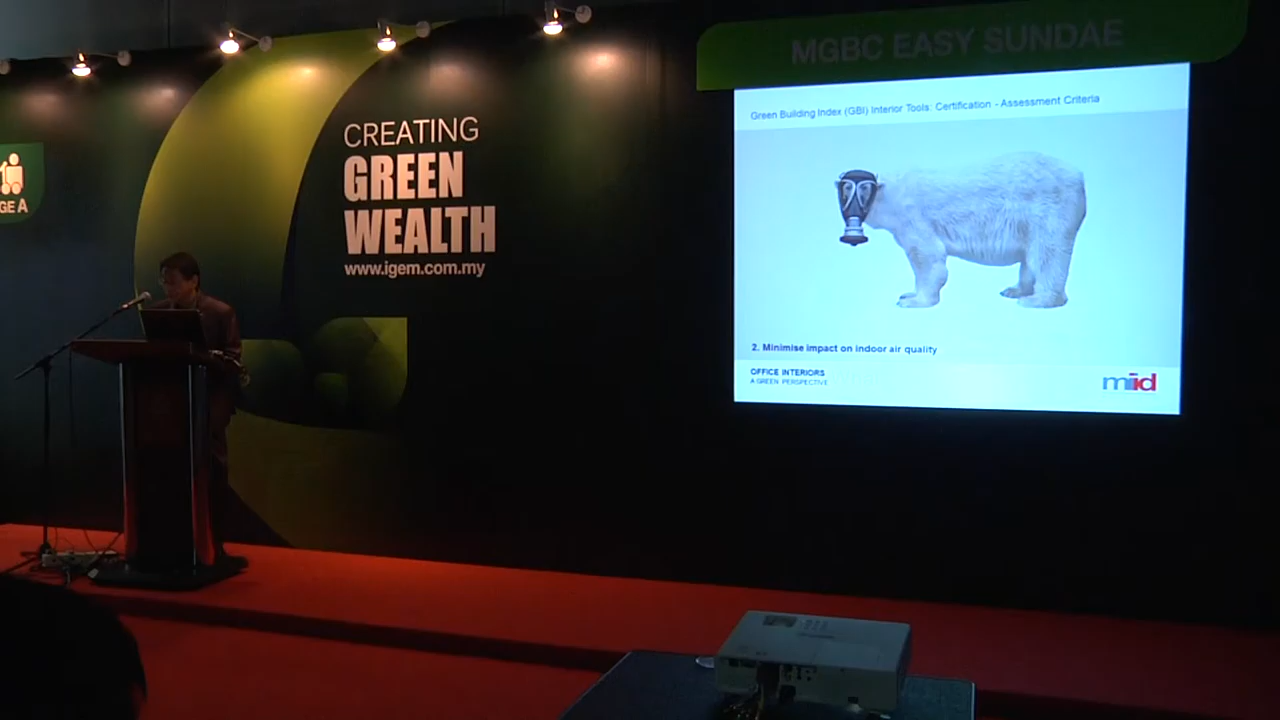 GE A
CREATING
GREEN
WEALTH
www.igem.com.my
MGBC EASY SUNDAE
Green Building Index (GBI) Interior Tools: Certification - Assessment Criteria
2. Minimise impact on indoor air quality
OFFICE INTERIORS
A GREEN PERSPECTIVE
miid